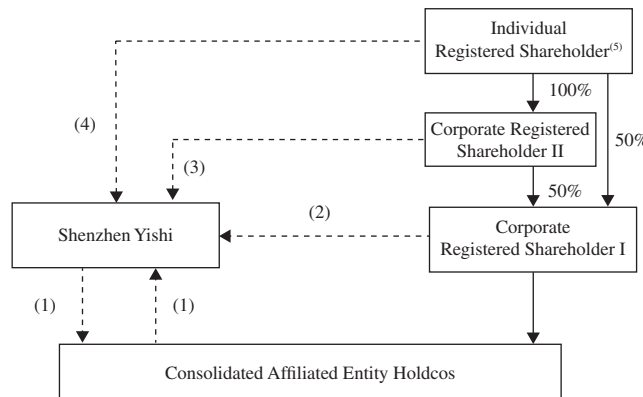 Individual
Registered Shareholder(5)
100%
(4)
Corporate Registered
Shareholder II
50%
(3)
50%
(2)
Shenzhen Yishi
Corporate
Registered Shareholder I
(1)
(1)
Consolidated Affiliated Entity Holdcos